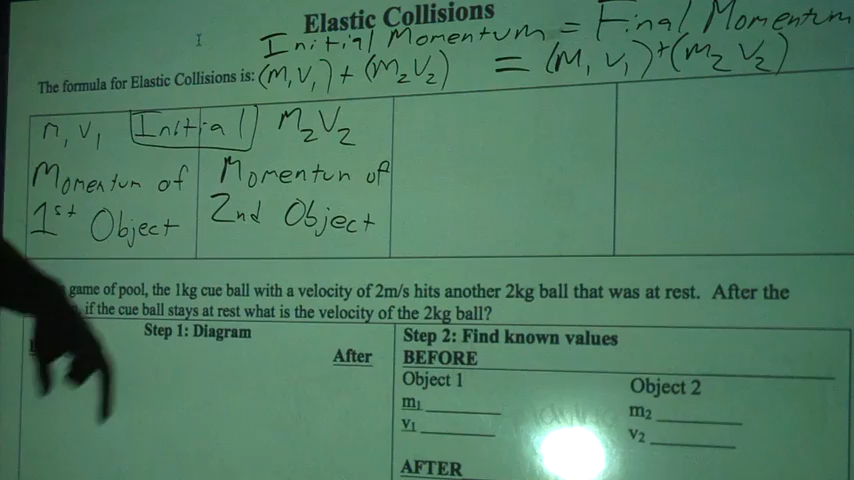 Elastic Collisions
Initial Momentum = Final Momentum
The formula for Elastic Collisions is: (m₁v₁) + (m₂v₂) = (m₁v₁) + (m₂v₂)
m₁v₁ Initial m₂v₂
Momentum of Momentum of
1st Object 2nd Object
game of pool, the 1kg cue ball with a velocity of 2m/s hits another 2kg ball that was at rest. After the
if the cue ball stays at rest what is the velocity of the 2kg ball?
Step 1: Diagram
After
Step 2: Find known values
BEFORE
Object 1 Object 2
m₁ ________ m₂ ________
v₁ ________ v₂ ________
AFTER